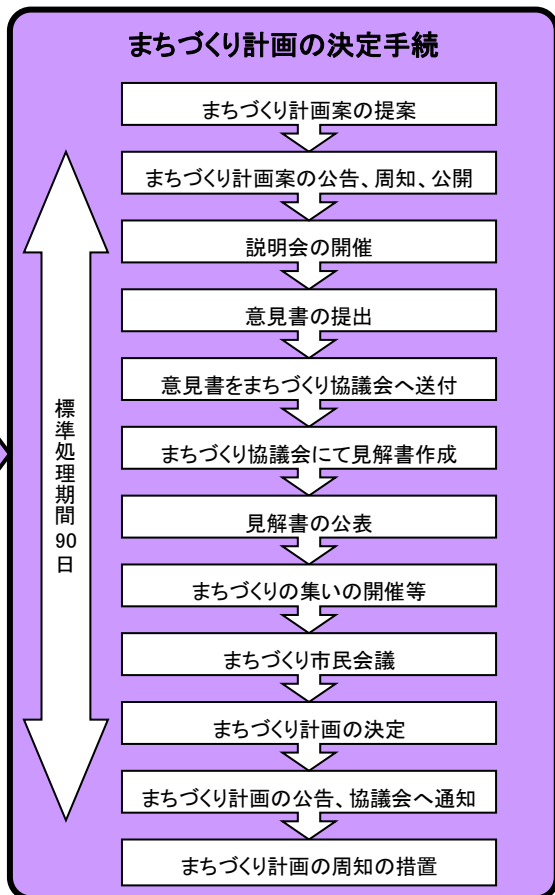 まちづくり計画の決定手続
まちづくり計画案の提案
まちづくり計画案の公告、周知、公開
説明会の開催
意見書の提出
意見書をまちづくり協議会へ送付
まちづくり協議会にて見解書作成
見解書の公表
まちづくりの集いの開催等
まちづくり市民会議
まちづくり計画の決定
まちづくり計画の公告、協議会へ通知
まちづくり計画の周知の措置
標準処理期間90日